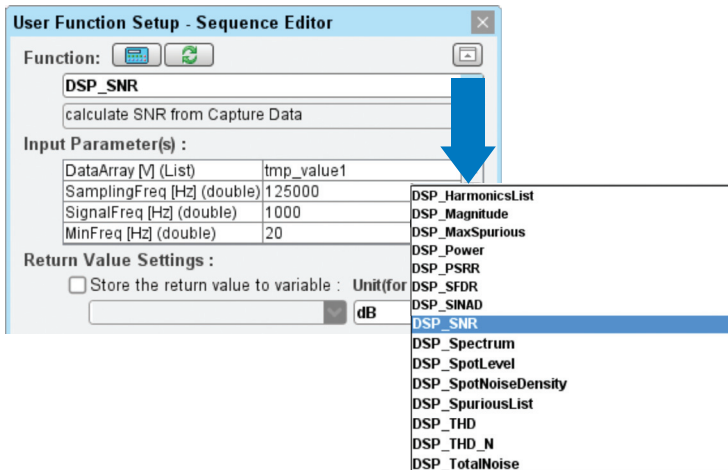 User Function Setup - Sequence Editor
Function:
DSP_SNR
calculate SNR from Capture Data
Input Parameter(s) :
DataArray [V] (List) tmp_value1
SamplingFreq [Hz] (double) 125000
SignalFreq [Hz] (double) 1000
MinFreq [Hz] (double) 20
Return Value Settings :
Store the return value to variable : Unit(for
dB
DSP_HarmonicsList
DSP_Magnitude
DSP_MaxSpurious
DSP_Power
DSP_PSRR
DSP_SFDR
DSP_SINAD
DSP_SNR
DSP_Spectrum
DSP_SpotLevel
DSP_SpotNoiseDensity
DSP_SpuriousList
DSP_THD
DSP_THD_N
DSP_TotalNoise